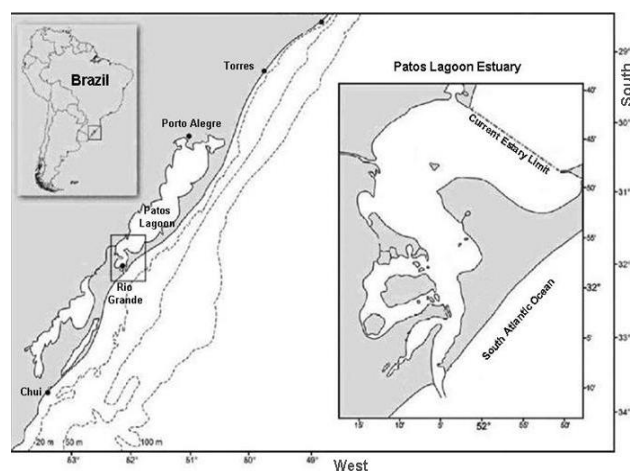 Brazil
Torres
Porto Alegre
Patos
Lagoon
Rio
Grande
Chui
20 m
50 m
100 m
53°
52°
51°
50°
49°
West
29°
South
30°
31°
32°
33°
34°
Patos Lagoon Estuary
Current Estary Limit
South Atlantic Ocean
40'
45'
50'
55'
32°
5'
10'
15'
10'
5'
52°
55'
50'